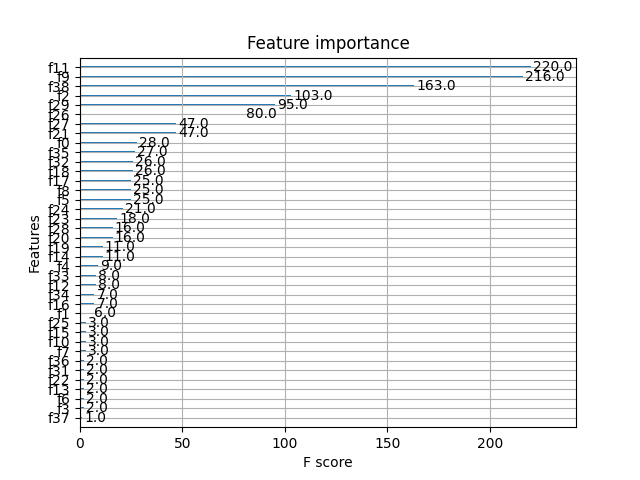 Feature importance
f11 220.0
f9 216.0
f38 163.0
f2 103.0
f29 95.0
f26 80.0
f27 47.0
f21 47.0
f0 28.0
f35 27.0
f32 26.0
f18 26.0
f17 25.0
f8 25.0
f5 25.0
f24 21.0
f23 18.0
f28 16.0
f20 16.0
f19 11.0
f14 11.0
f4 9.0
f33 8.0
f12 8.0
f34 7.0
f16 7.0
f1 6.0
f25 3.0
f15 3.0
f10 3.0
f7 3.0
f36 2.0
f31 2.0
f22 2.0
f13 2.0
f6 2.0
f3 2.0
f37 1.0
Features
0 50 100 150 200
F score